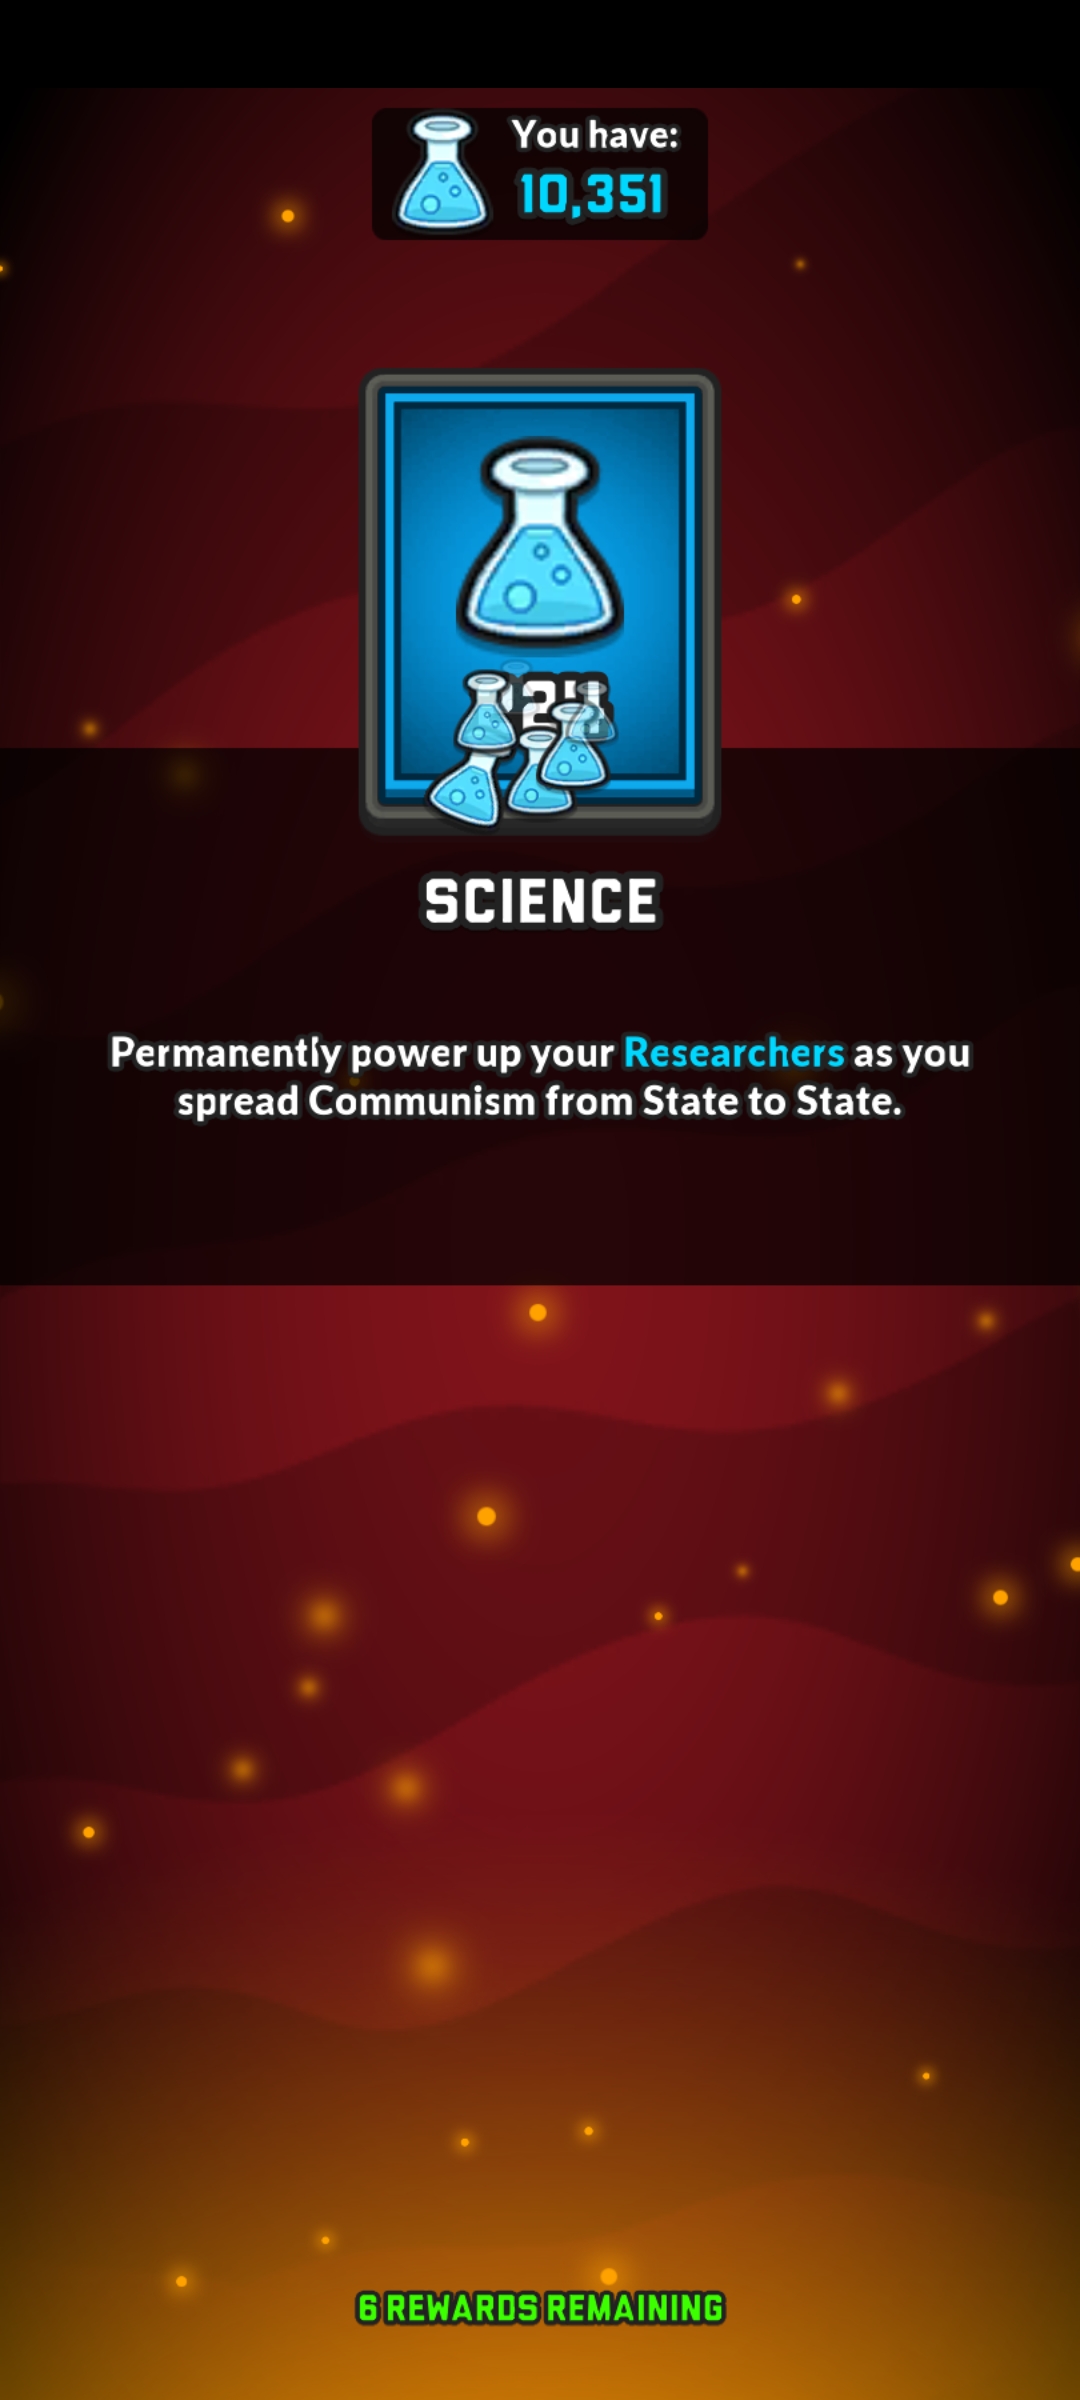 You have:
10,351
SCIENCE
Permanently power up your Researchers as you
spread Communism from State to State.
6 REWARDS REMAINING